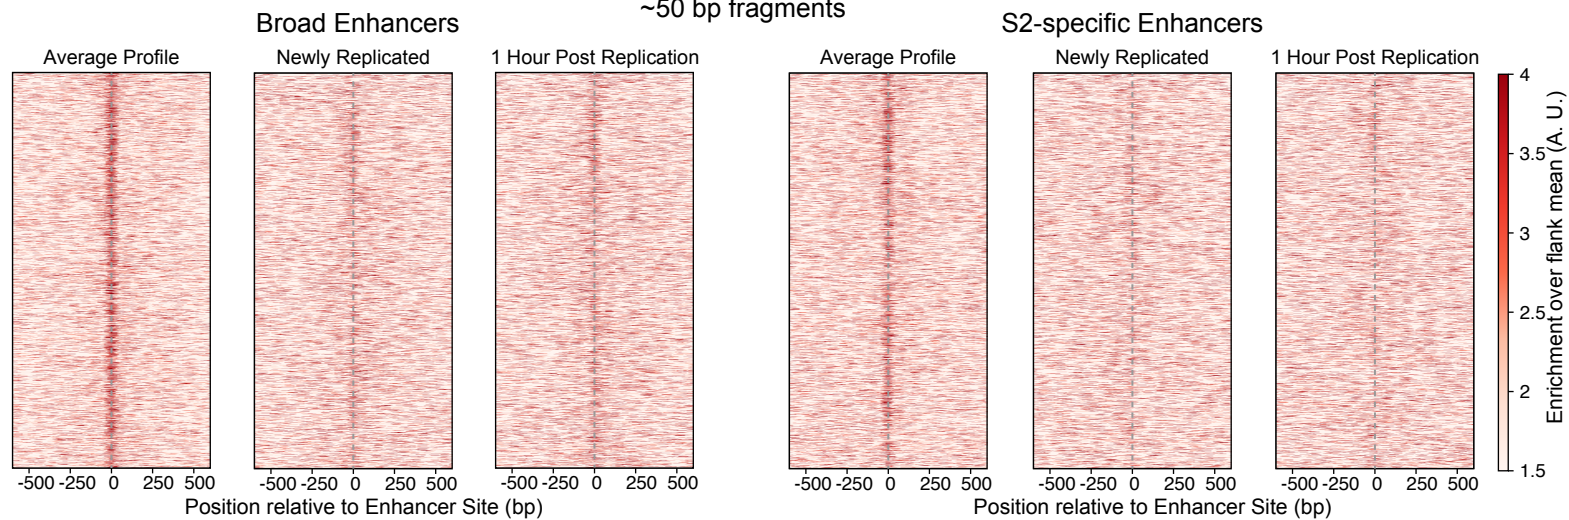 ~50 bp fragments
Broad Enhancers
S2-specific Enhancers
Average Profile
Newly Replicated
1 Hour Post Replication
Average Profile
Newly Replicated
1 Hour Post Replication
-500 -250 0 250 500
-500 -250 0 250 500
-500 -250 0 250 500
-500 -250 0 250 500
-500 -250 0 250 500
-500 -250 0 250 500
Position relative to Enhancer Site (bp)
Position relative to Enhancer Site (bp)
4
3.5
3
2.5
2
1.5
Enrichment over flank mean (A. U.)